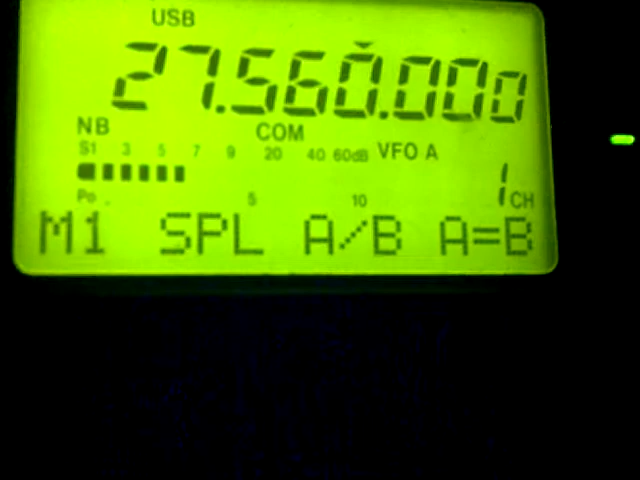 USB
27.560.000
NB COM
S1 3 5 7 9 20 40 60dB VFO A
Po 5 10 1 CH
M1 SPL A/B A=B